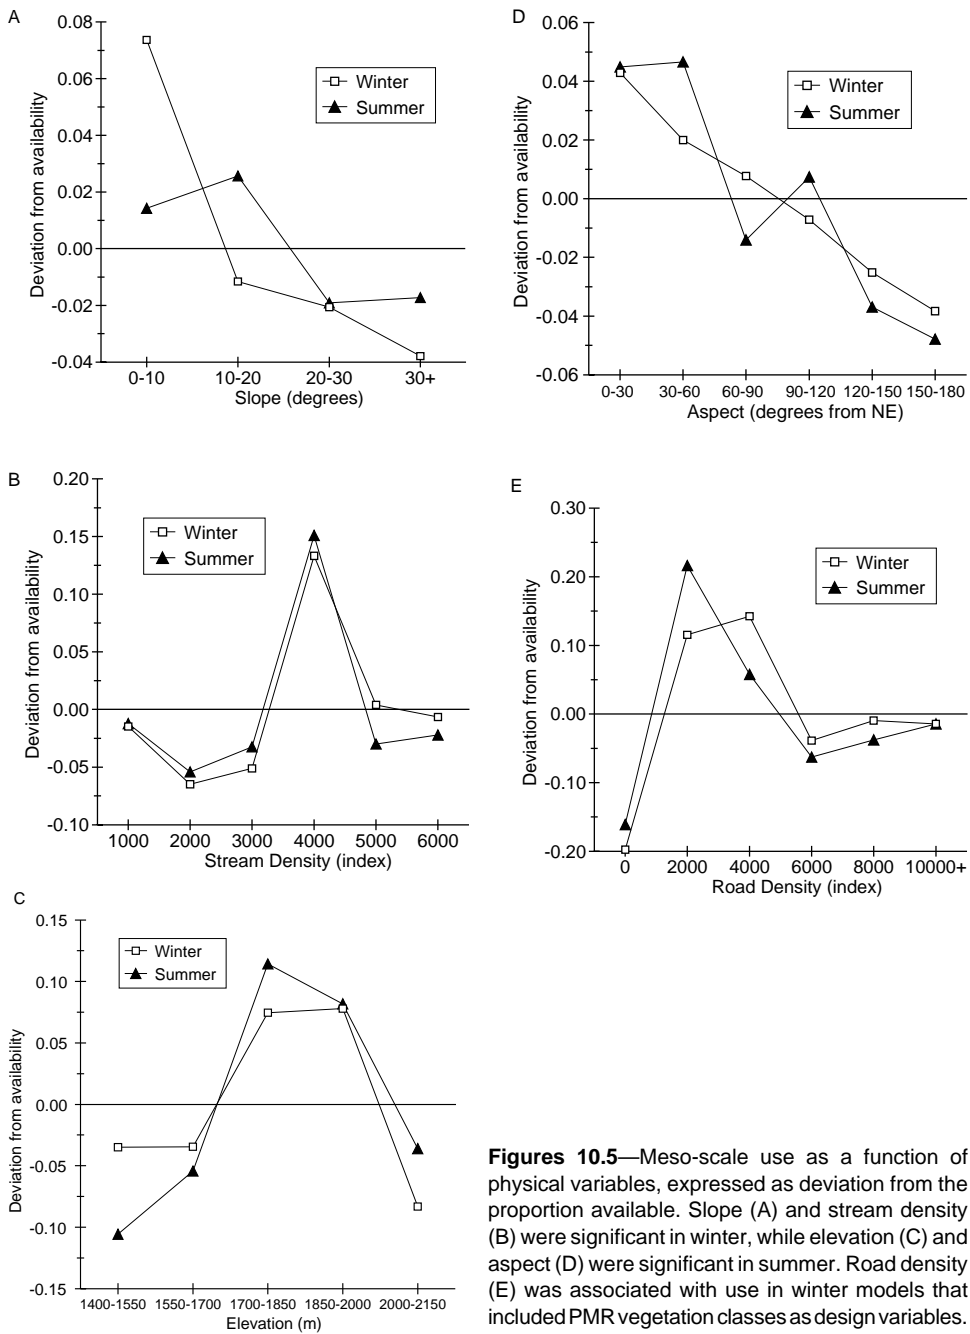 A
0.08
0.06
0.04
0.02
0.00
-0.02
-0.04
Deviation from availability
Winter
Summer
0-10 10-20 20-30 30+
Slope (degrees)
D
0.06
0.04
0.02
0.00
-0.02
-0.04
-0.06
Deviation from availability
Winter
Summer
0-30 30-60 60-90 90-120 120-150 150-180
Aspect (degrees from NE)
B
0.20
0.15
0.10
0.05
0.00
-0.05
-0.10
Deviation from availability
Winter
Summer
1000 2000 3000 4000 5000 6000
Stream Density (index)
E
0.30
0.20
0.10
0.00
-0.10
-0.20
Deviation from availability
Winter
Summer
0 2000 4000 6000 8000 10000+
Road Density (index)
C
0.15
0.10
0.05
0.00
-0.05
-0.10
-0.15
Deviation from availability
Winter
Summer
1400-1550 1550-1700 1700-1850 1850-2000 2000-2150
Elevation (m)
Figures 10.5—Meso-scale use as a function of
physical variables, expressed as deviation from the
proportion available. Slope (A) and stream density
(B) were significant in winter, while elevation (C) and
aspect (D) were significant in summer. Road density
(E) was associated with use in winter models that
included PMR vegetation classes as design variables.